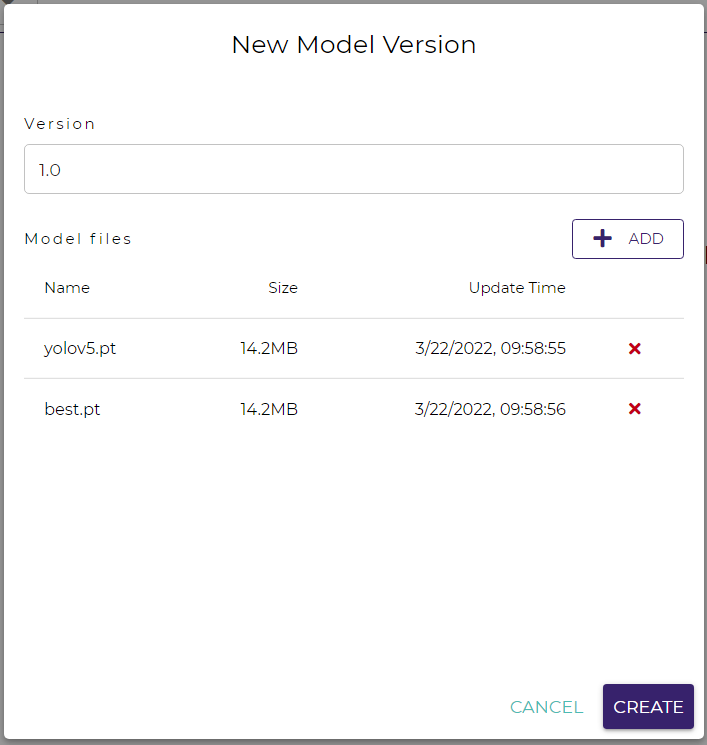 New Model Version
Version
1.0
Model files
ADD
Name Size Update Time
yolov5.pt 14.2MB 3/22/2022, 09:58:55
best.pt 14.2MB 3/22/2022, 09:58:56
CANCEL CREATE